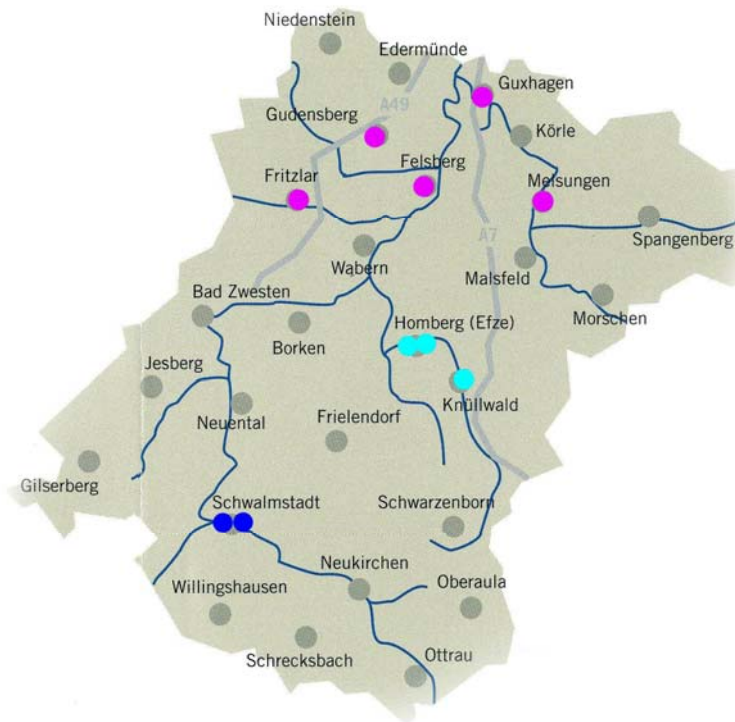 Niedenstein
Edermünde
Guxhagen
A49
Gudensberg
Körle
Felsberg
Fritzlar
Melsungen
Spangenberg
A7
Wabern
Malsfeld
Bad Zwesten
Morschen
Homberg (Efze)
Borken
Jesberg
Knüllwald
Neuental
Frielendorf
Gilserberg
Schwalmstadt
Schwarzenborn
Neukirchen
Willingshausen
Oberaula
Schrecksbach
Ottrau